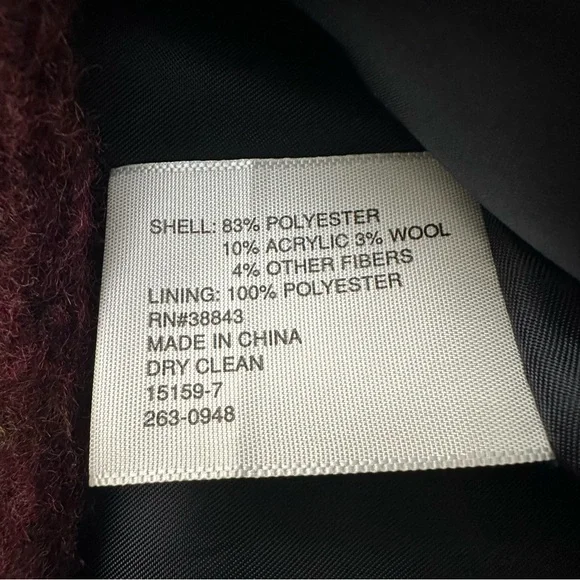 SHELL: 83% POLYESTER
10% ACRYLIC 3% WOOL
4% OTHER FIBERS
LINING: 100% POLYESTER
RN#38843
MADE IN CHINA
DRY CLEAN
15159-7
263-0948